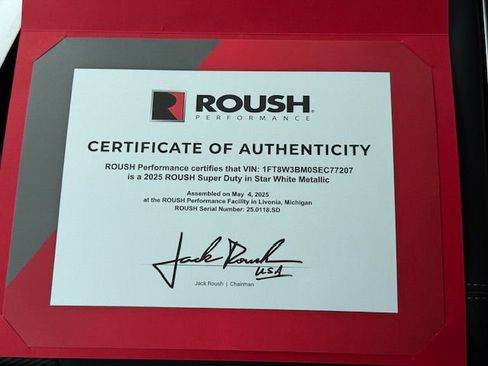 ROUSH
PERFORMANCE
CERTIFICATE OF AUTHENTICITY
ROUSH Performance certifies that VIN: 1FT8W3BM0SEC77207
is a 2025 ROUSH Super Duty in Star White Metallic
Assembled on May 4, 2025
at the ROUSH Performance Facility in Livonia, Michigan
ROUSH Serial Number: 25.0118.SD
Jack Roush
USA
Jack Roush | Chairman